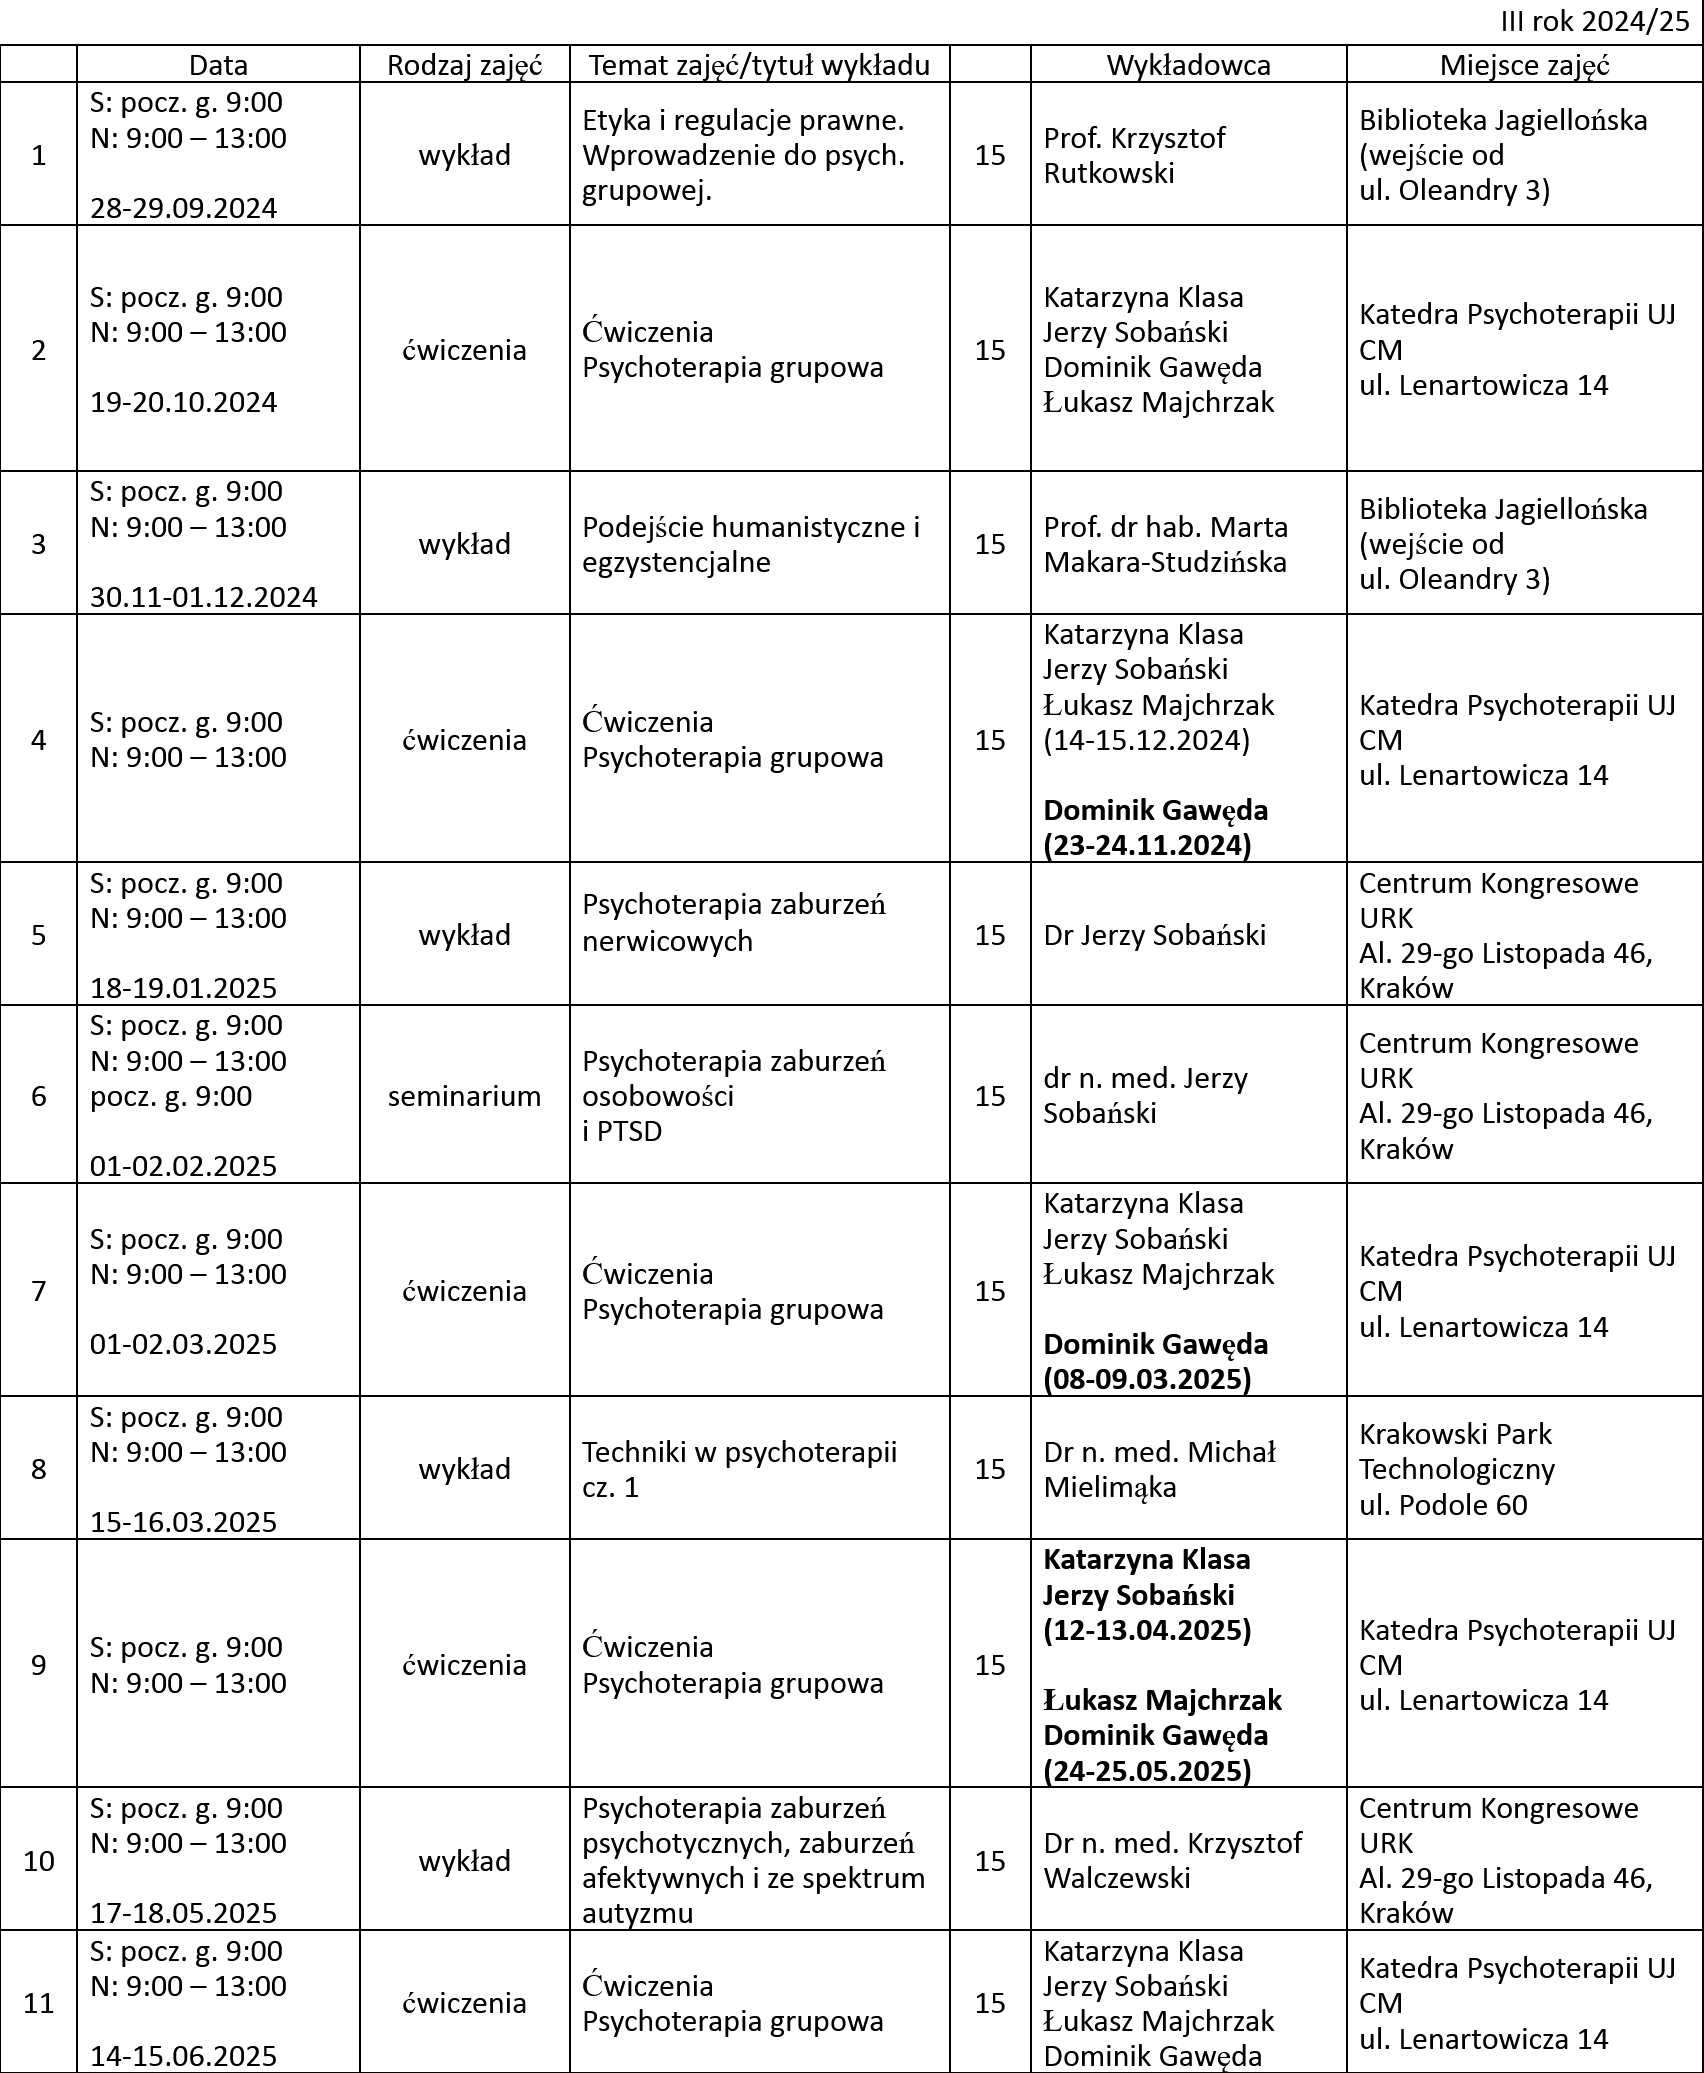 III rok 2024/25
Data Rodzaj zajęć Temat zajęć/tytuł wykładu Wykładowca Miejsce zajęć
1
S: pocz. g. 9:00
N: 9:00 – 13:00
28-29.09.2024
wykład
Etyka i regulacje prawne.
Wprowadzenie do psych.
grupowej.
15
Prof. Krzysztof
Rutkowski
Biblioteka Jagiellońska
(wejście od
ul. Oleandry 3)
2
S: pocz. g. 9:00
N: 9:00 – 13:00
19-20.10.2024
ćwiczenia
Ćwiczenia
Psychoterapia grupowa
15
Katarzyna Klasa
Jerzy Sobański
Dominik Gawęda
Łukasz Majchrzak
Katedra Psychoterapii UJ
CM
ul. Lenartowicza 14
3
S: pocz. g. 9:00
N: 9:00 – 13:00
30.11-01.12.2024
wykład
Podejście humanistyczne i
egzystencjalne
15
Prof. dr hab. Marta
Makara-Studzińska
Biblioteka Jagiellońska
(wejście od
ul. Oleandry 3)
4
S: pocz. g. 9:00
N: 9:00 – 13:00
ćwiczenia
Ćwiczenia
Psychoterapia grupowa
15
Katarzyna Klasa
Jerzy Sobański
Łukasz Majchrzak
(14-15.12.2024)
Dominik Gawęda
(23-24.11.2024)
Katedra Psychoterapii UJ
CM
ul. Lenartowicza 14
5
S: pocz. g. 9:00
N: 9:00 – 13:00
18-19.01.2025
wykład
Psychoterapia zaburzeń
nerwicowych
15
Dr Jerzy Sobański
Centrum Kongresowe
URK
Al. 29-go Listopada 46,
Kraków
6
S: pocz. g. 9:00
N: 9:00 – 13:00
pocz. g. 9:00
01-02.02.2025
seminarium
Psychoterapia zaburzeń
osobowości
i PTSD
15
dr n. med. Jerzy
Sobański
Centrum Kongresowe
URK
Al. 29-go Listopada 46,
Kraków
7
S: pocz. g. 9:00
N: 9:00 – 13:00
01-02.03.2025
ćwiczenia
Ćwiczenia
Psychoterapia grupowa
15
Katarzyna Klasa
Jerzy Sobański
Łukasz Majchrzak
Dominik Gawęda
(08-09.03.2025)
Katedra Psychoterapii UJ
CM
ul. Lenartowicza 14
8
S: pocz. g. 9:00
N: 9:00 – 13:00
15-16.03.2025
wykład
Techniki w psychoterapii
cz. 1
15
Dr n. med. Michał
Mielimąka
Krakowski Park
Technologiczny
ul. Podole 60
9
S: pocz. g. 9:00
N: 9:00 – 13:00
ćwiczenia
Ćwiczenia
Psychoterapia grupowa
15
Katarzyna Klasa
Jerzy Sobański
(12-13.04.2025)
Łukasz Majchrzak
Dominik Gawęda
(24-25.05.2025)
Katedra Psychoterapii UJ
CM
ul. Lenartowicza 14
10
S: pocz. g. 9:00
N: 9:00 – 13:00
17-18.05.2025
wykład
Psychoterapia zaburzeń
psychotycznych, zaburzeń
afektywnych i ze spektrum
autyzmu
15
Dr n. med. Krzysztof
Walczewski
Centrum Kongresowe
URK
Al. 29-go Listopada 46,
Kraków
11
S: pocz. g. 9:00
N: 9:00 – 13:00
14-15.06.2025
ćwiczenia
Ćwiczenia
Psychoterapia grupowa
15
Katarzyna Klasa
Jerzy Sobański
Łukasz Majchrzak
Dominik Gawęda
Katedra Psychoterapii UJ
CM
ul. Lenartowicza 14